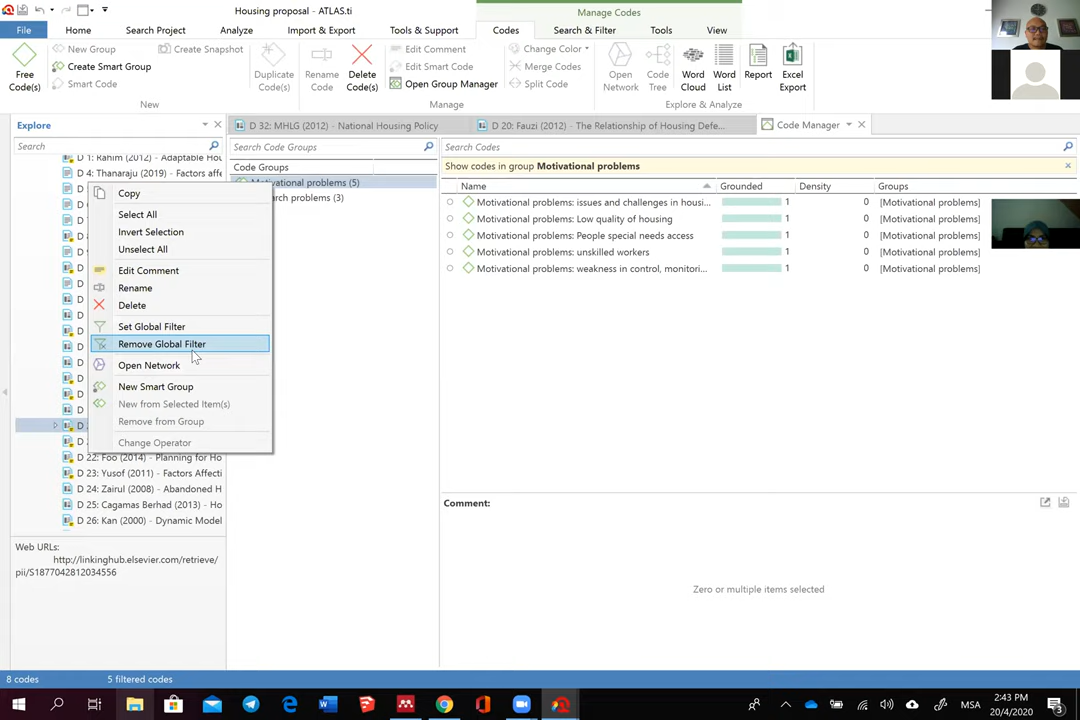 Housing proposal - ATLAS.ti
Manage Codes
File
Home
Search Project
Analyze
Import & Export
Tools & Support
Codes
Search & Filter
Tools
View
Free Code(s)
New Group
Create Smart Group
Smart Code
Create Snapshot
New
Duplicate Code(s)
Rename Code
Delete Code(s)
Edit Comment
Edit Smart Code
Open Group Manager
Manage
Change Color
Merge Codes
Split Code
Open Network
Code Tree
Word Cloud
Word List
Report
Excel Export
Explore & Analyze
Explore
D 32: MHLG (2012) - National Housing Policy
D 20: Fauzi (2012) - The Relationship of Housing Defe...
Code Manager
Search
Search Code Groups
Search Codes
D 1: Rahim (2012) - Adaptable Hou
D 4: Thanaraju (2019) - Factors affe
Copy
Select All
Invert Selection
Unselect All
Edit Comment
Rename
Delete
Set Global Filter
Remove Global Filter
Open Network
New Smart Group
New from Selected Item(s)
Remove from Group
Change Operator
D 22: Foo (2014) - Planning for Ho
D 23: Yusof (2011) - Factors Affecti
D 24: Zairul (2008) - Abandoned H
D 25: Cagamas Berhad (2013) - Ho
D 26: Kan (2000) - Dynamic Model
Web URLs:
http://linkinghub.elsevier.com/retrieve/
pii/S1877042812034556
Code Groups
Motivational problems (5)
rch problems (3)
Show codes in group Motivational problems
Name Grounded Density Groups
Motivational problems: issues and challenges in housi... 1 0 [Motivational problems]
Motivational problems: Low quality of housing 1 0 [Motivational problems]
Motivational problems: People special needs access 1 0 [Motivational problems]
Motivational problems: unskilled workers 1 0 [Motivational problems]
Motivational problems: weakness in control, monitori... 1 0 [Motivational problems]
Comment:
Zero or multiple items selected
8 codes
5 filtered codes
MSA
2:43 PM
20/4/2020
3